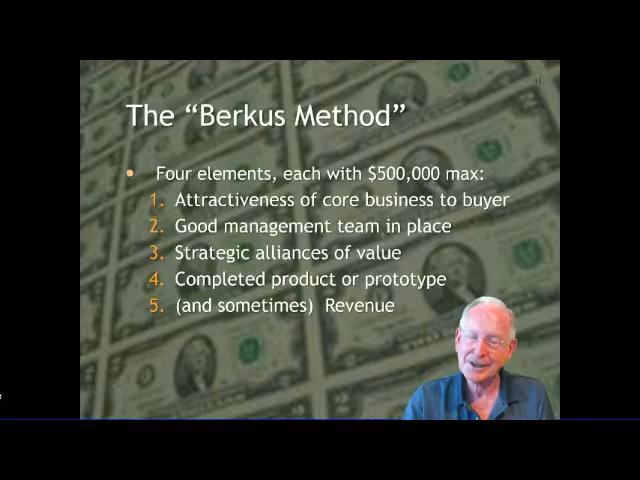 The “Berkus Method”
• Four elements, each with $500,000 max:
1. Attractiveness of core business to buyer
2. Good management team in place
3. Strategic alliances of value
4. Completed product or prototype
5. (and sometimes) Revenue